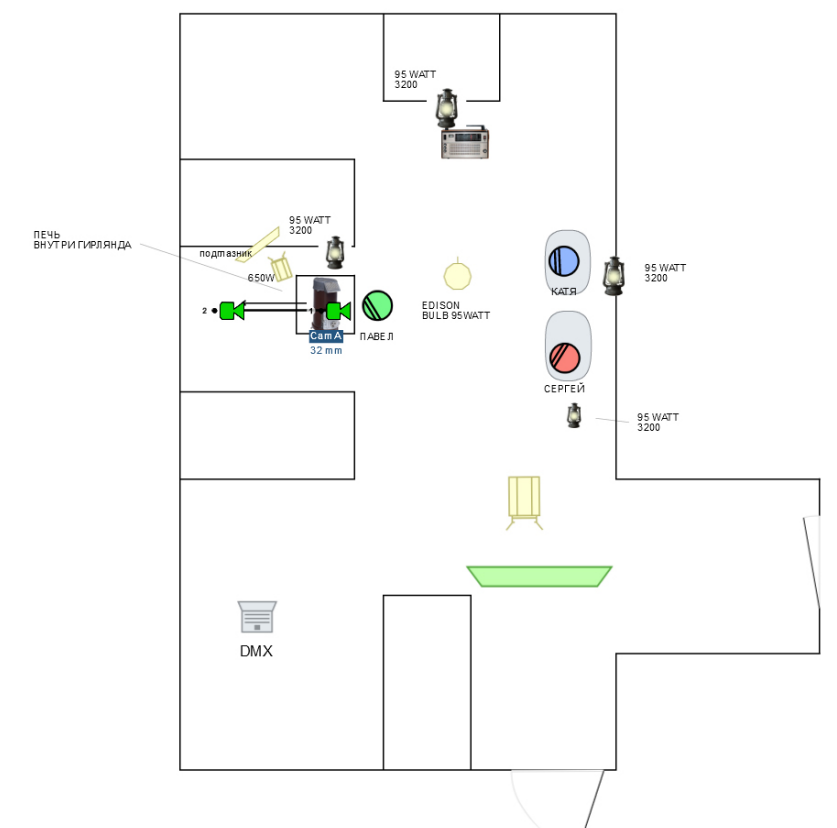 95 WATT
3200
ПЕЧЬ
ВНУТРИ ГИРЛЯНДА
95 WATT
3200
подглазник
650W
EDISON
BULB 95WATT
КАТЯ
95 WATT
3200
2
1
Cam A
32 mm
ПАВЕЛ
СЕРГЕЙ
95 WATT
3200
DMX